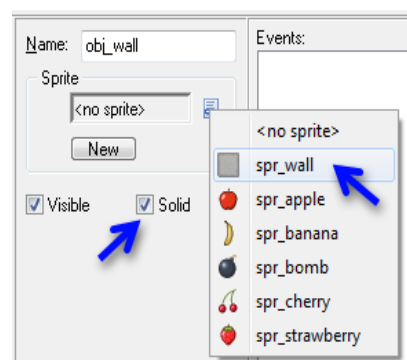 Name: obj_wall
Events:
Sprite
<no sprite>
New
Visible
Solid
<no sprite>
spr_wall
spr_apple
spr_banana
spr_bomb
spr_cherry
spr_strawberry